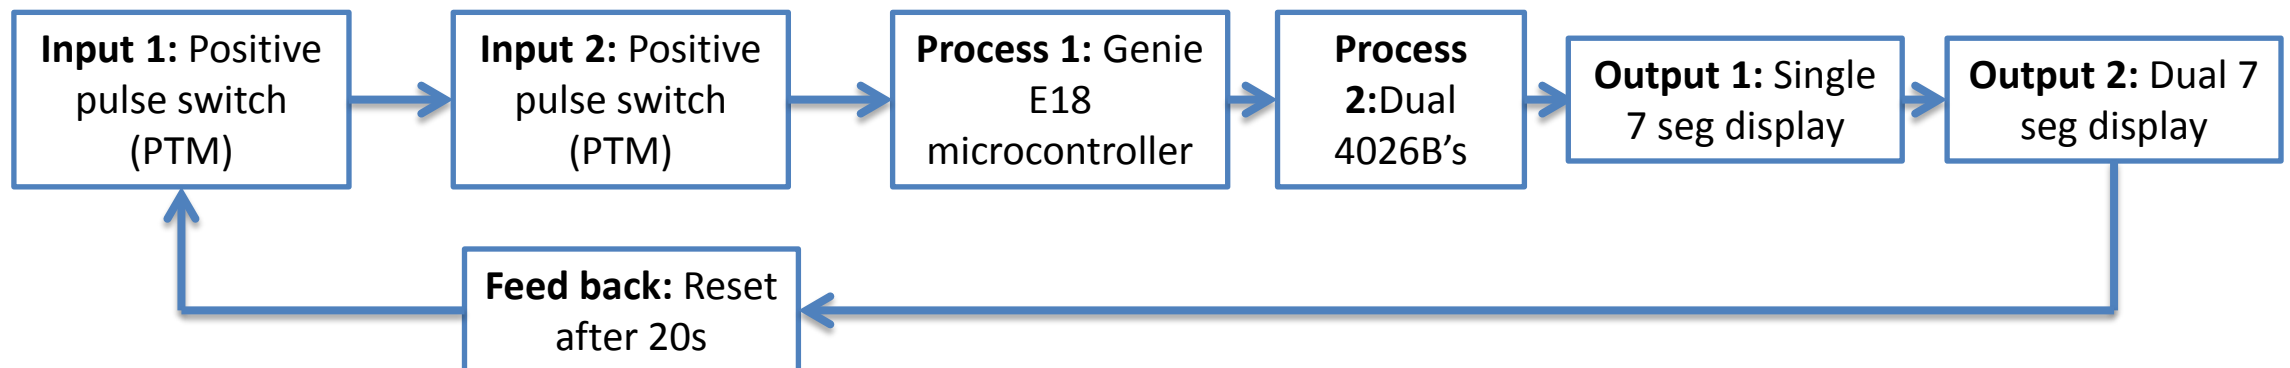 Input 1: Positive
pulse switch
(PTM)
Input 2: Positive
pulse switch
(PTM)
Process 1: Genie
E18
microcontroller
Process
2:Dual
4026B’s
Output 1: Single
7 seg display
Output 2: Dual 7
seg display
Feed back: Reset
after 20s